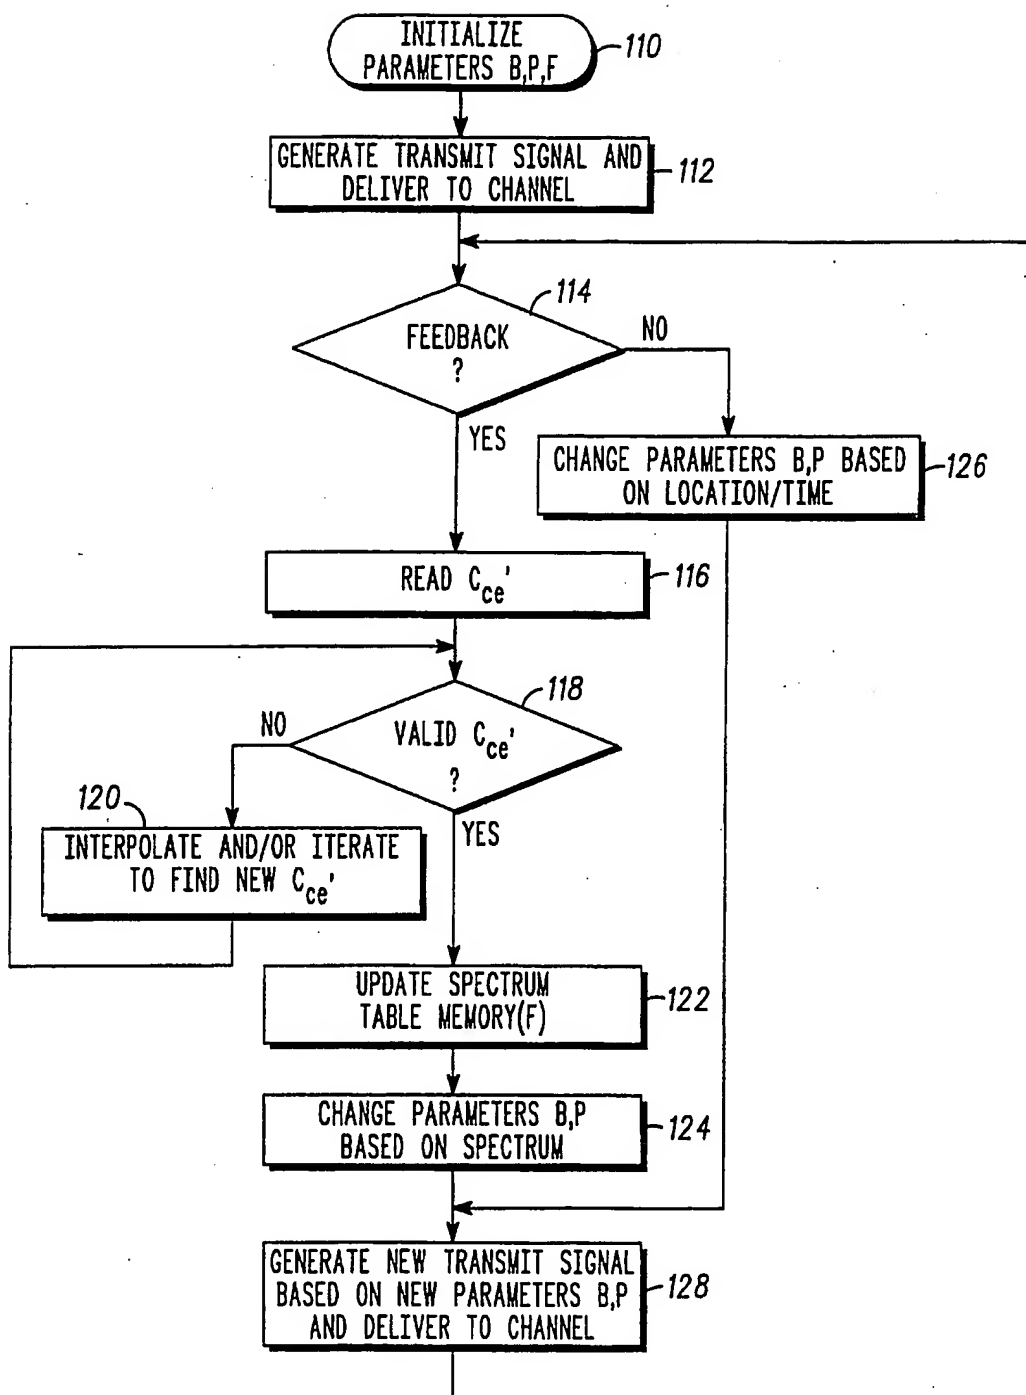 INITIALIZE
PARAMETERS B,P,F
110
GENERATE TRANSMIT SIGNAL AND
DELIVER TO CHANNEL
112
114
FEEDBACK
?
NO
YES
CHANGE PARAMETERS B,P BASED
ON LOCATION/TIME
126
READ Cce'
116
118
NO
VALID Cce'
?
YES
120
INTERPOLATE AND/OR ITERATE
TO FIND NEW Cce'
UPDATE SPECTRUM
TABLE MEMORY(F)
122
CHANGE PARAMETERS B,P
BASED ON SPECTRUM
124
GENERATE NEW TRANSMIT SIGNAL
BASED ON NEW PARAMETERS B,P
AND DELIVER TO CHANNEL
128